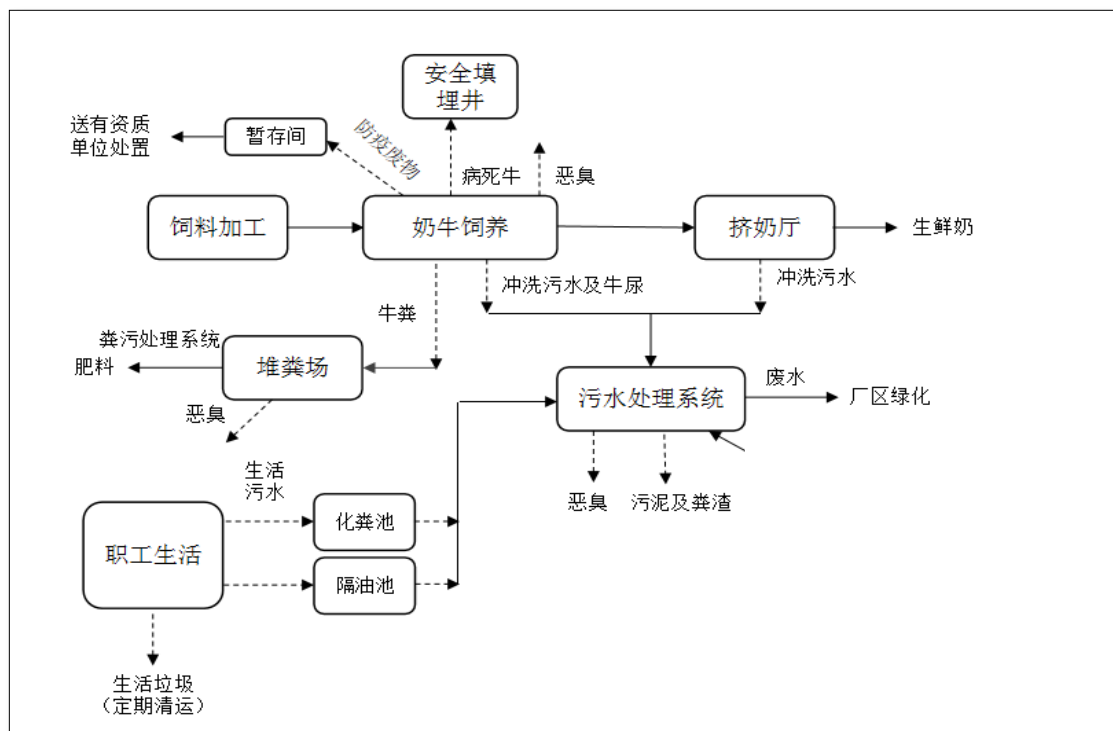 安全填
埋井
送有资质
单位处置
暂存间
防疫废物
病死牛
恶臭
饲料加工
奶牛饲养
挤奶厅
生鲜奶
冲洗污水及牛尿
冲洗污水
牛粪
粪污处理系统
肥料
堆粪场
恶臭
污水处理系统
废水
厂区绿化
生活
污水
恶臭
污泥及粪渣
职工生活
化粪池
隔油池
生活垃圾
（定期清运）